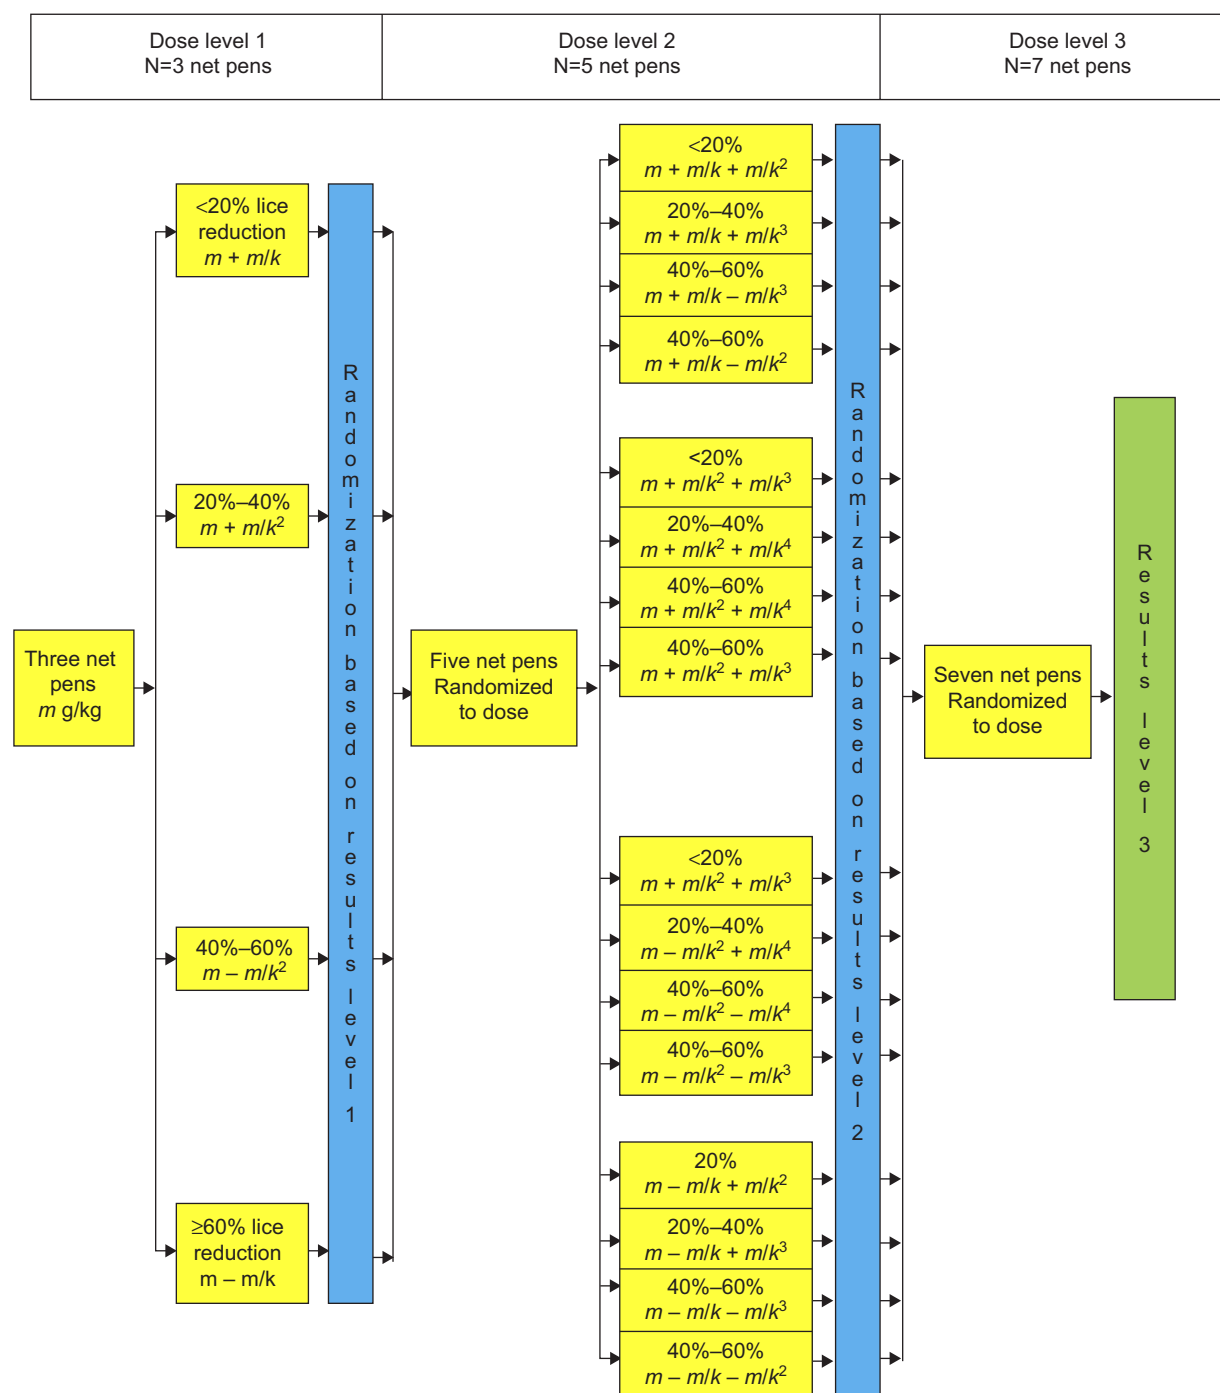 Dose level 1
N=3 net pens
Dose level 2
N=5 net pens
Dose level 3
N=7 net pens
Three net
pens
m g/kg
<20% lice
reduction
m + m/k
20%–40%
m + m/k²
40%–60%
m – m/k²
≥60% lice
reduction
m – m/k
Randomization based on results level 1
Five net pens
Randomized
to dose
<20%
m + m/k + m/k²
20%–40%
m + m/k + m/k³
40%–60%
m + m/k – m/k³
40%–60%
m + m/k – m/k²
<20%
m + m/k² + m/k³
20%–40%
m + m/k² + m/k⁴
40%–60%
m + m/k² + m/k⁴
40%–60%
m + m/k² + m/k³
<20%
m + m/k² + m/k³
20%–40%
m – m/k² + m/k⁴
40%–60%
m – m/k² – m/k⁴
40%–60%
m – m/k² – m/k³
20%
m – m/k + m/k²
20%–40%
m – m/k + m/k³
40%–60%
m – m/k – m/k³
40%–60%
m – m/k – m/k²
Randomization based on results level 2
Seven net pens
Randomized
to dose
Results level 3